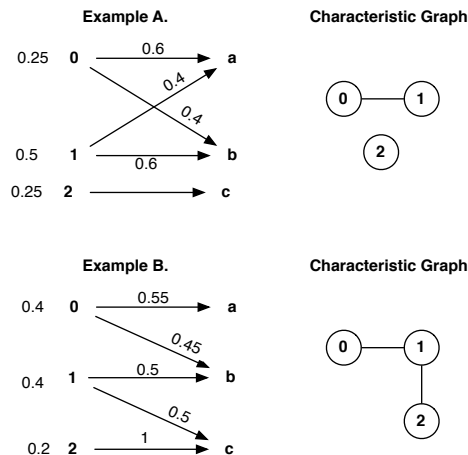 Example A. Characteristic Graph
0.25 0 0.6 a
0.4
0 1
0.4
2
0.5 1 0.6 b
0.25 2 c
Example B. Characteristic Graph
0.4 0 0.55 a
0.45
0 1
0.4 1 0.5 b
0.5
2
0.2 2 1 c